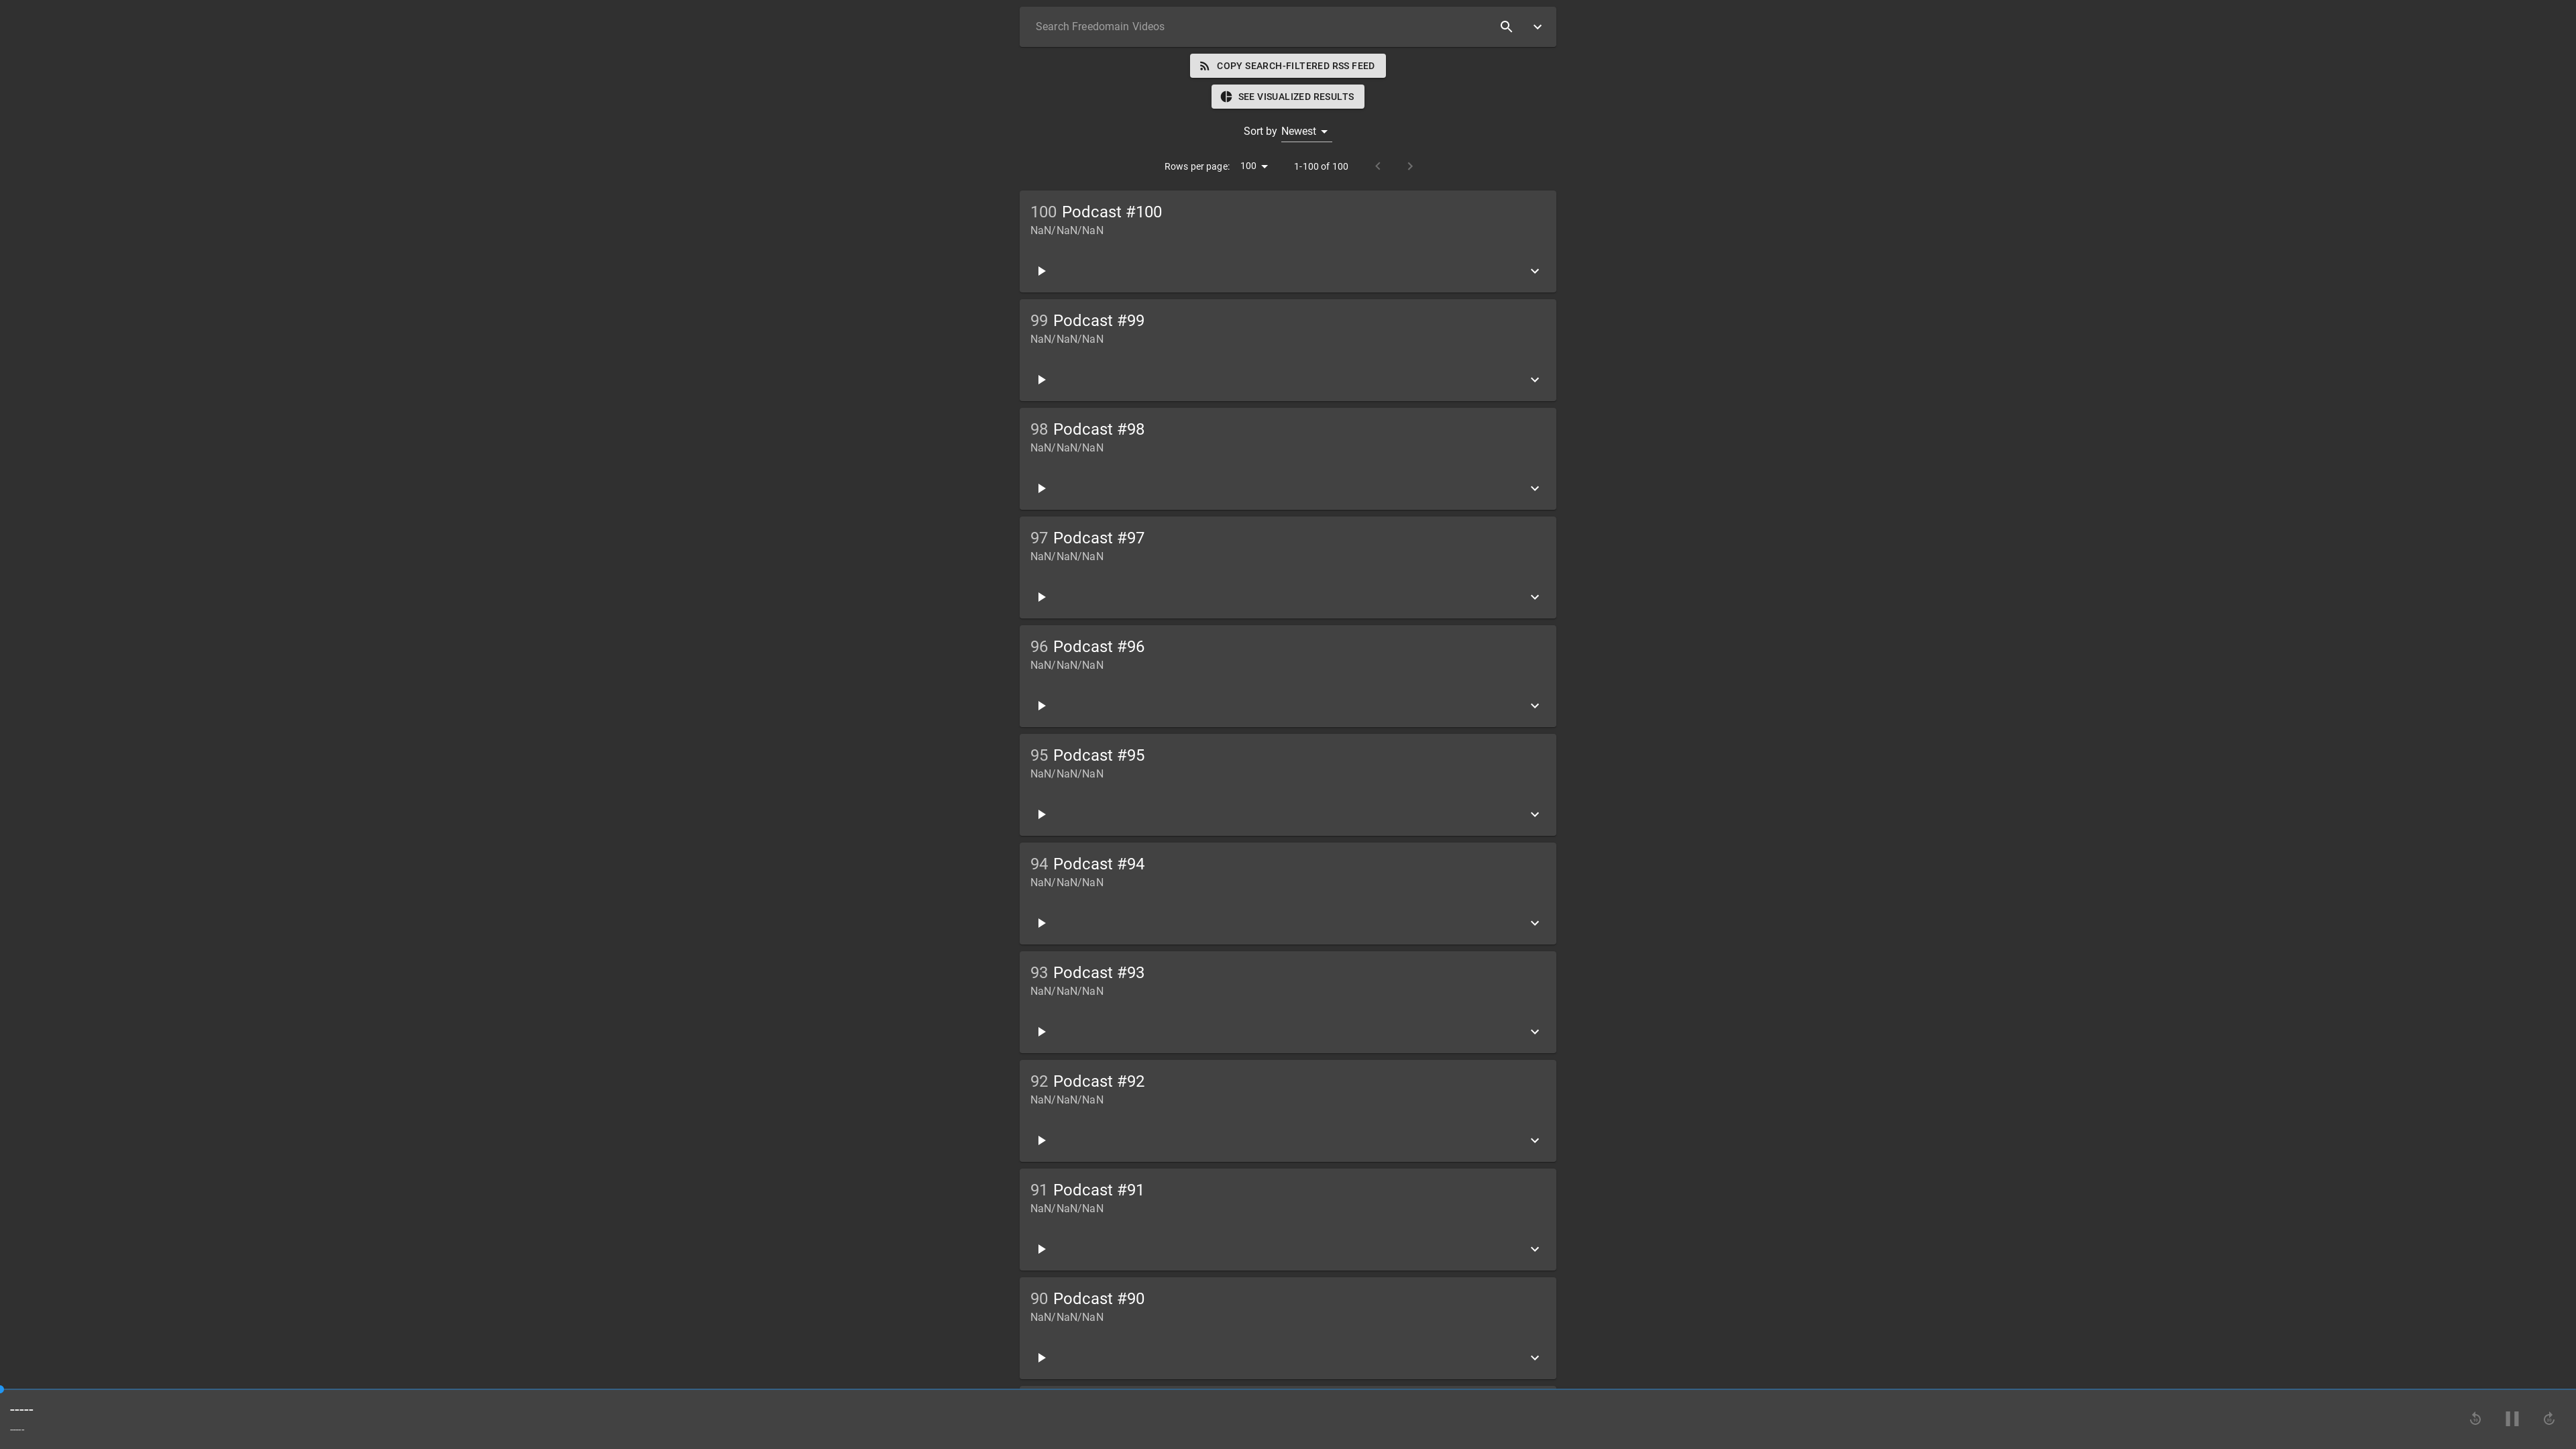 Search Freedomain Videos
COPY SEARCH-FILTERED RSS FEED
SEE VISUALIZED RESULTS
Sort by Newest
Rows per page: 100 1-100 of 100
100 Podcast #100
NaN/NaN/NaN
99 Podcast #99
NaN/NaN/NaN
98 Podcast #98
NaN/NaN/NaN
97 Podcast #97
NaN/NaN/NaN
96 Podcast #96
NaN/NaN/NaN
95 Podcast #95
NaN/NaN/NaN
94 Podcast #94
NaN/NaN/NaN
93 Podcast #93
NaN/NaN/NaN
92 Podcast #92
NaN/NaN/NaN
91 Podcast #91
NaN/NaN/NaN
90 Podcast #90
NaN/NaN/NaN
-----